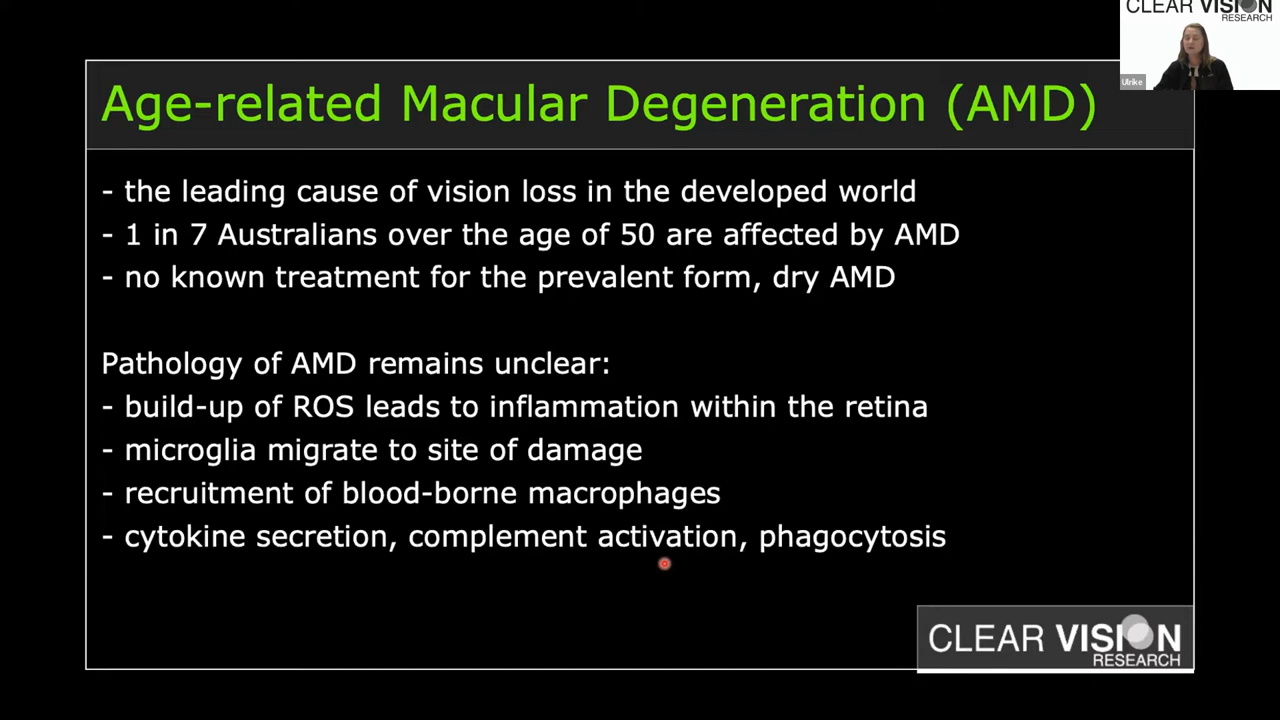 CLEAR VISION
RESEARCH
Ulrike
Age-related Macular Degeneration (AMD)
- the leading cause of vision loss in the developed world
- 1 in 7 Australians over the age of 50 are affected by AMD
- no known treatment for the prevalent form, dry AMD
Pathology of AMD remains unclear:
- build-up of ROS leads to inflammation within the retina
- microglia migrate to site of damage
- recruitment of blood-borne macrophages
- cytokine secretion, complement activation, phagocytosis
CLEAR VISION
RESEARCH